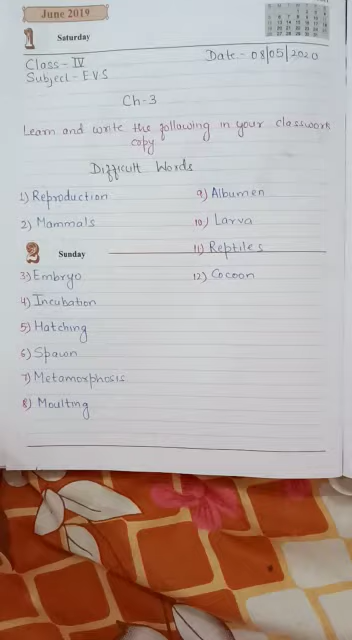 June 2019
1
Saturday
Class - IV
Date - 08/05/2020
Subject - E.V.S
Ch-3
Learn and write the following in your classwork
copy
Difficult Words
1) Reproduction
9) Albumen
2) Mammals
10) Larva
2
Sunday
11) Reptiles
3) Embryo
12) Cocoon
4) Incubation
5) Hatching
6) Spawn
7) Metamorphosis
8) Moulting